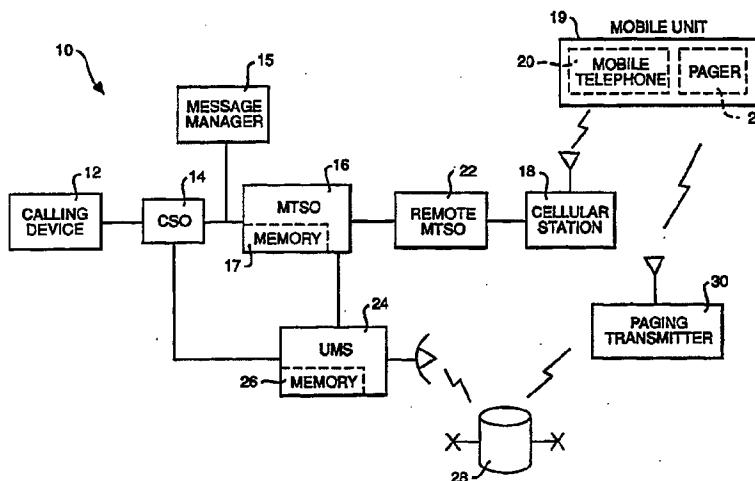 MOBILE UNIT
19
20
MOBILE
TELEPHONE
PAGER
2
10
15
MESSAGE
MANAGER
12
CALLING
DEVICE
14
CSO
16
MTSO
MEMORY
17
22
REMOTE
MTSO
18
CELLULAR
STATION
24
UMS
26
MEMORY
30
PAGING
TRANSMITTER
28